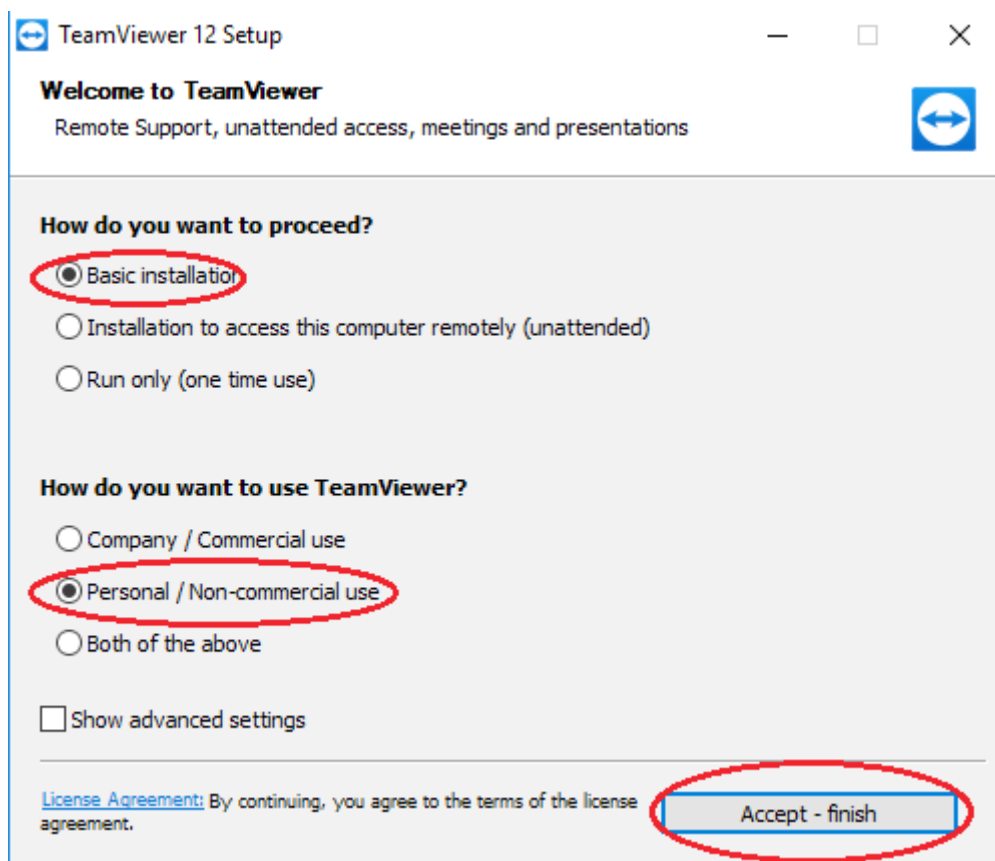 TeamViewer 12 Setup
Welcome to TeamViewer
Remote Support, unattended access, meetings and presentations
How do you want to proceed?
Basic installation
Installation to access this computer remotely (unattended)
Run only (one time use)
How do you want to use TeamViewer?
Company / Commercial use
Personal / Non-commercial use
Both of the above
Show advanced settings
License Agreement: By continuing, you agree to the terms of the license
agreement.
Accept - finish